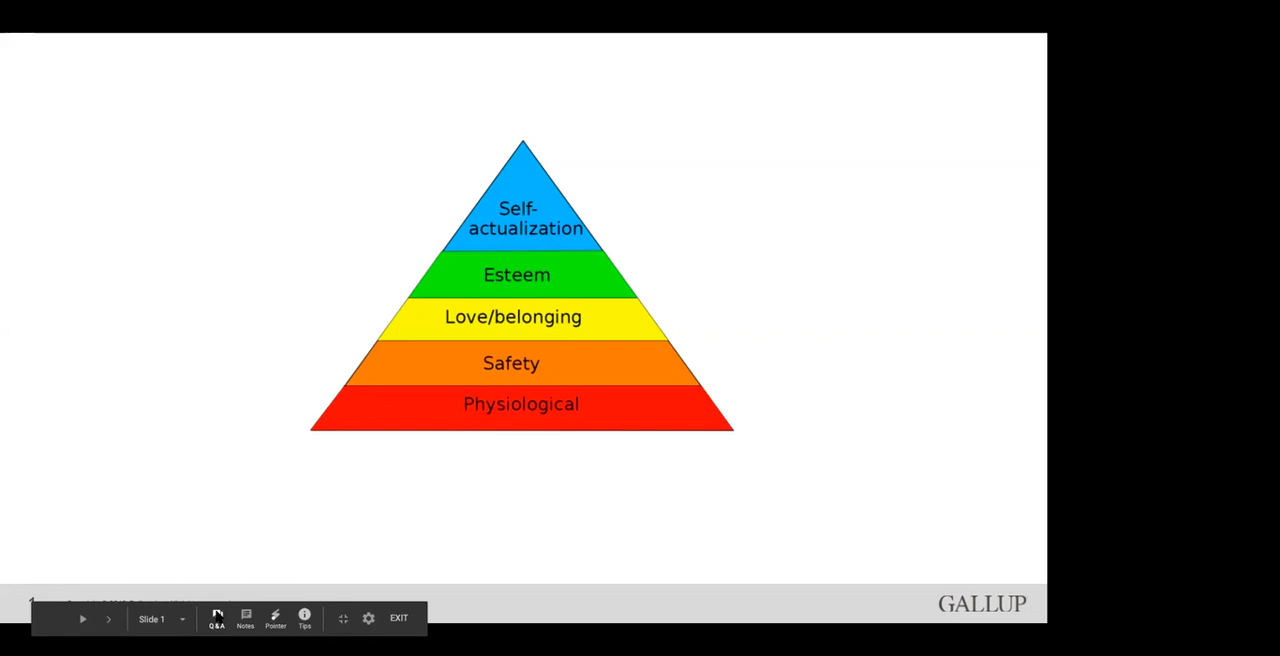 Self-
actualization
Esteem
Love/belonging
Safety
Physiological
GALLUP
Slide 1
Q&A
Notes
Pointer
Tips
EXIT